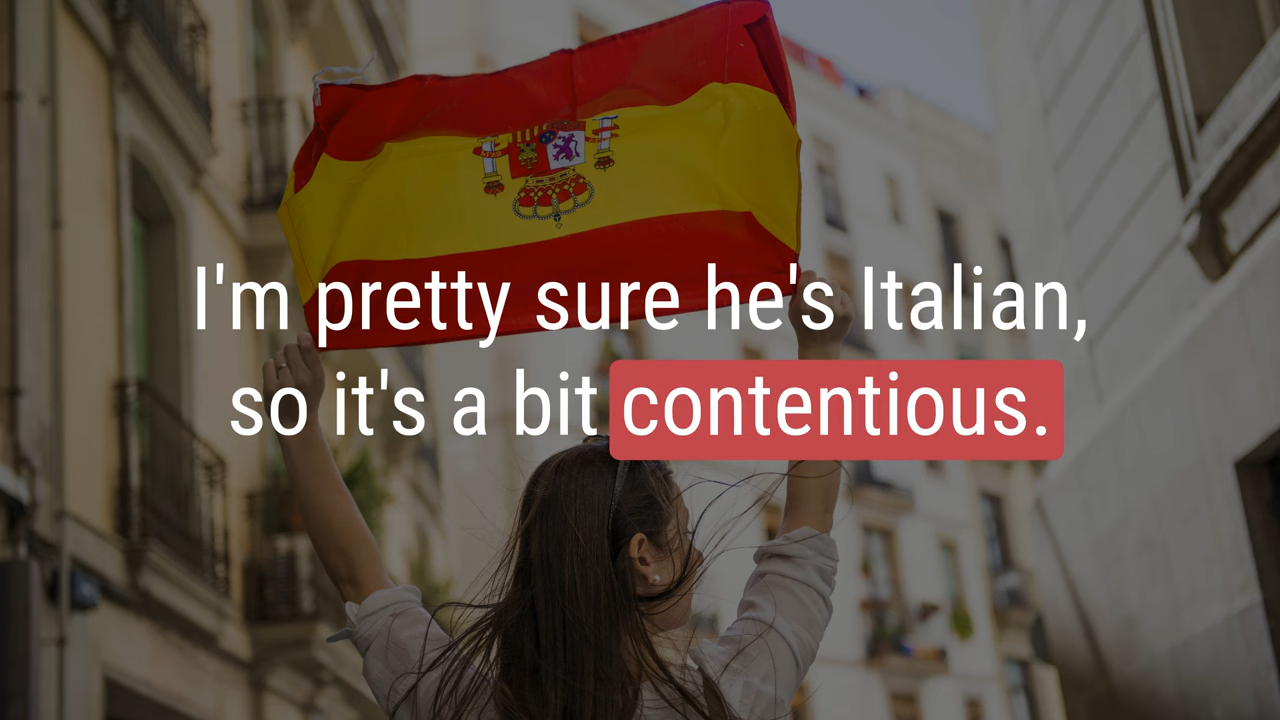 I'm pretty sure he's Italian,
so it's a bit contentious.